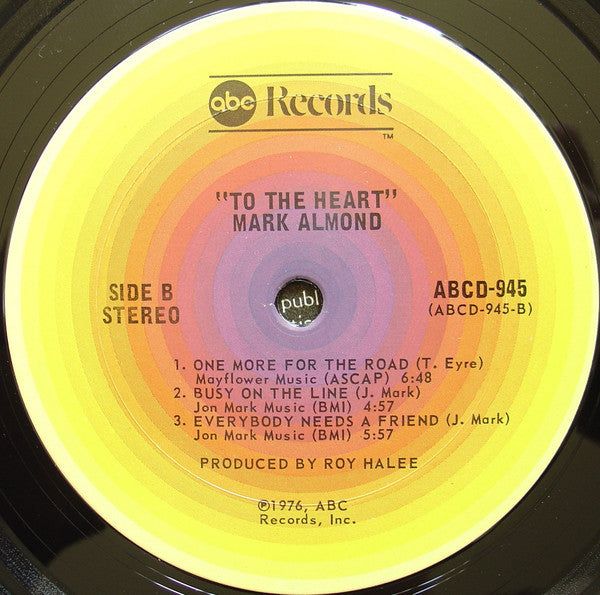 abc Records
TM
"TO THE HEART"
MARK ALMOND
SIDE B
STEREO
ABCD-945
(ABCD-945-B)
publ
1. ONE MORE FOR THE ROAD (T. Eyre)
Mayflower Music (ASCAP) 6:48
2. BUSY ON THE LINE (J. Mark)
Jon Mark Music (BMI) 4:57
3. EVERYBODY NEEDS A FRIEND (J. Mark)
Jon Mark Music (BMI) 5:57
PRODUCED BY ROY HALEE
℗1976, ABC
Records, Inc.